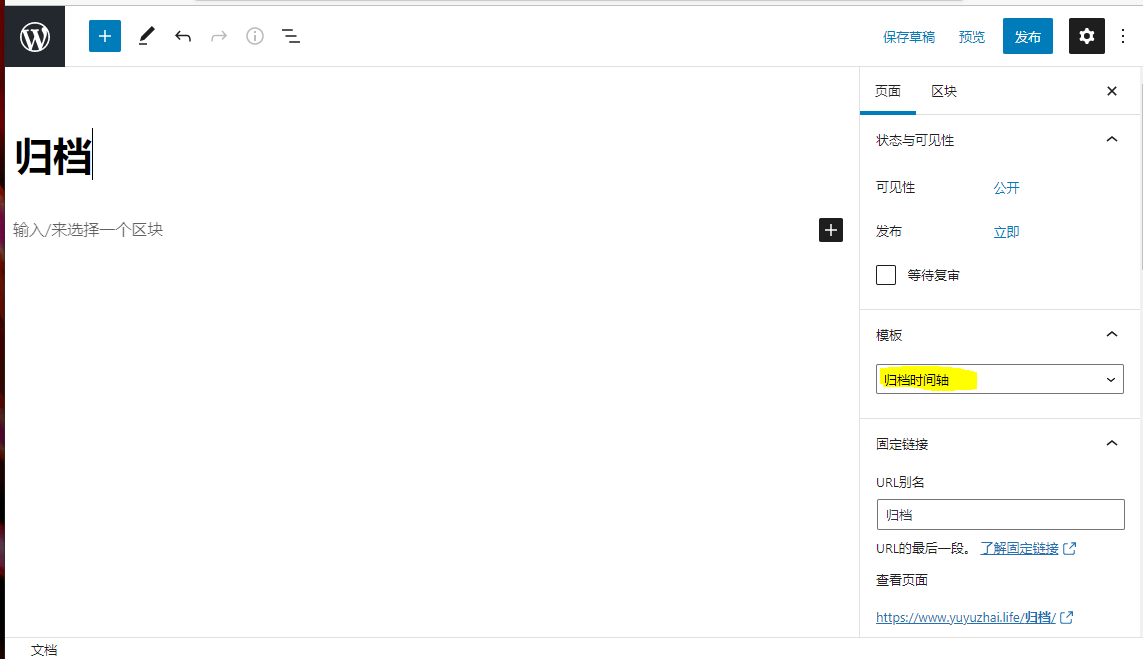 保存草稿 预览 发布
页面 区块
归档
状态与可见性
可见性 公开
输入/来选择一个区块
发布 立即
等待复审
模板
归档时间轴
固定链接
URL别名
归档
URL的最后一段。 了解固定链接
查看页面
https://www.yuyuzhai.life/归档/
文档